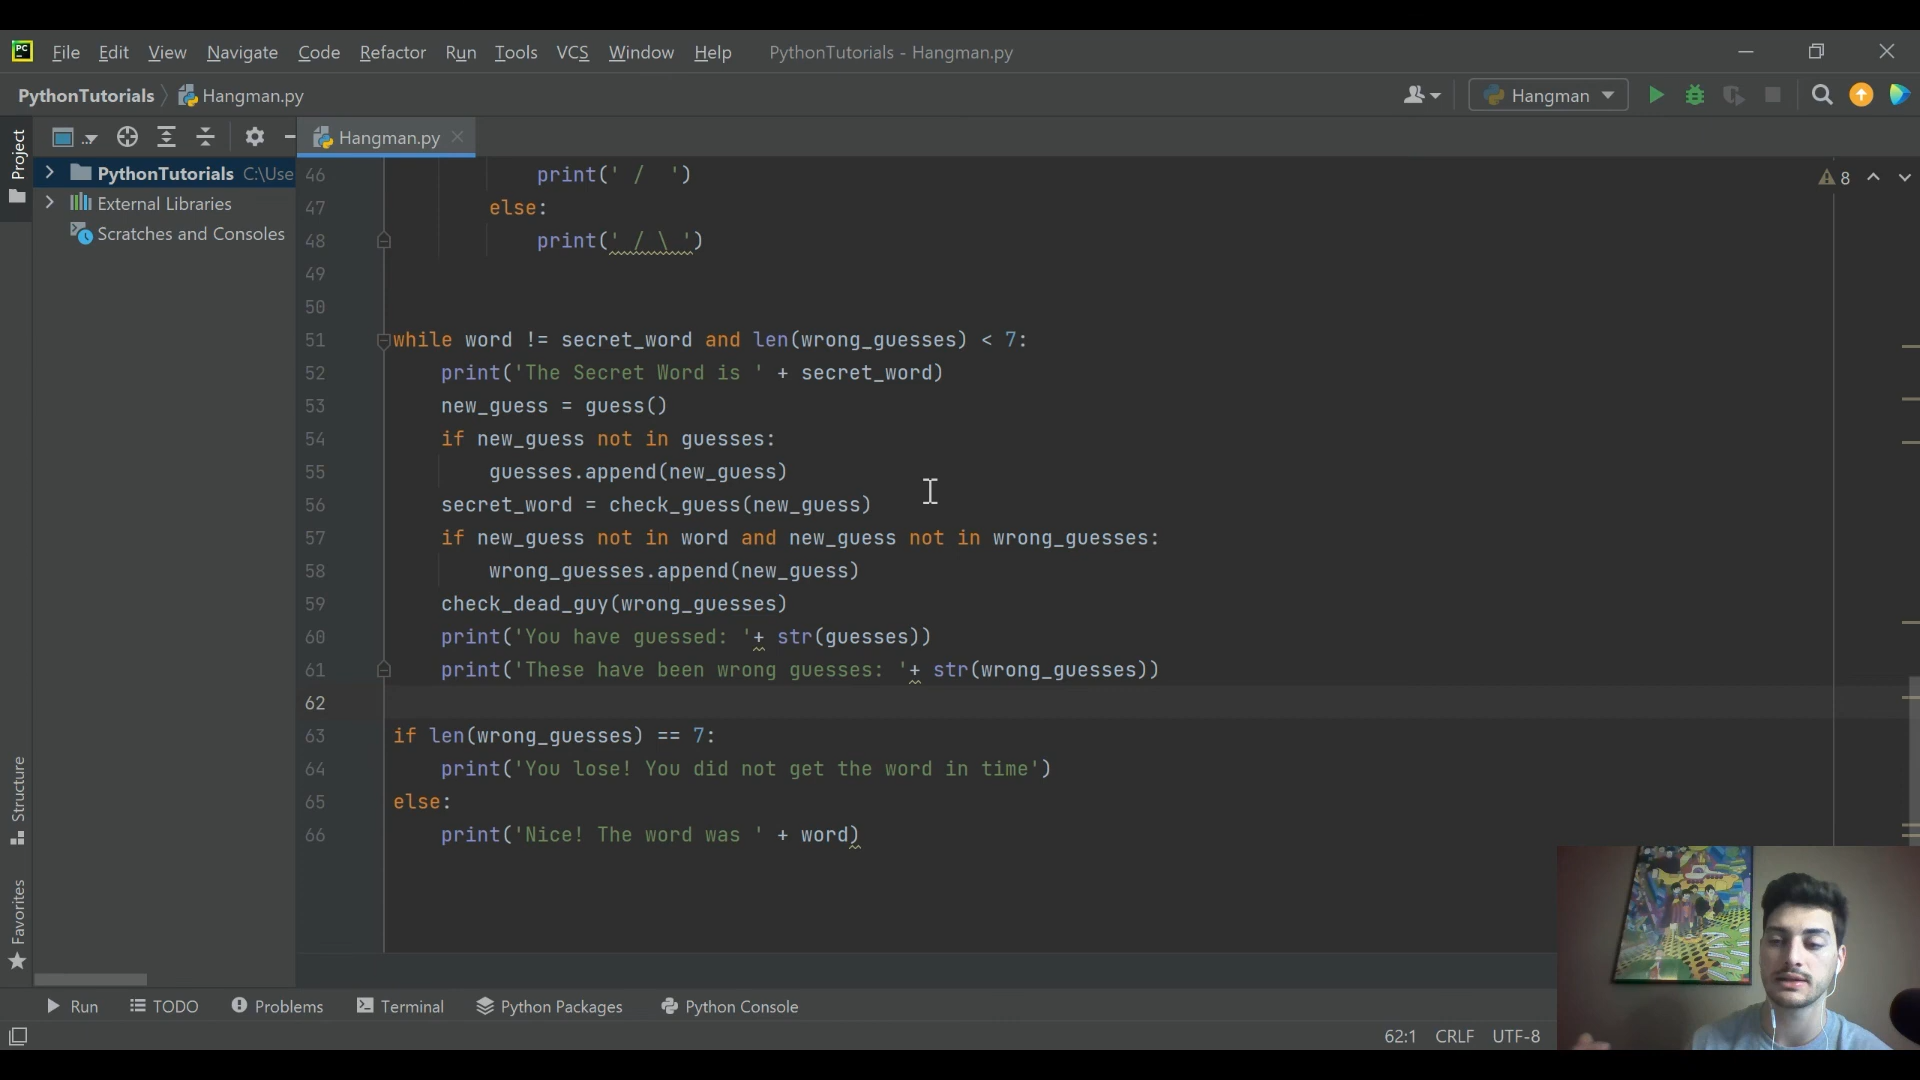 PC File Edit View Navigate Code Refactor Run Tools VCS Window Help PythonTutorials - Hangman.py
PythonTutorials Hangman.py Hangman
Project
Hangman.py
PythonTutorials C:\Use
External Libraries
Scratches and Consoles
8
46 print(' /  ')
47 else:
48 print(' / \ ')
49
50
51 while word != secret_word and len(wrong_guesses) < 7:
52 print('The Secret Word is ' + secret_word)
53 new_guess = guess()
54 if new_guess not in guesses:
55 guesses.append(new_guess)
56 secret_word = check_guess(new_guess)
57 if new_guess not in word and new_guess not in wrong_guesses:
58 wrong_guesses.append(new_guess)
59 check_dead_guy(wrong_guesses)
60 print('You have guessed: '+ str(guesses))
61 print('These have been wrong guesses: '+ str(wrong_guesses))
62
63 if len(wrong_guesses) == 7:
64 print('You lose! You did not get the word in time')
65 else:
66 print('Nice! The word was ' + word)
Structure
Favorites
Run TODO Problems Terminal Python Packages Python Console
62:1 CRLF UTF-8